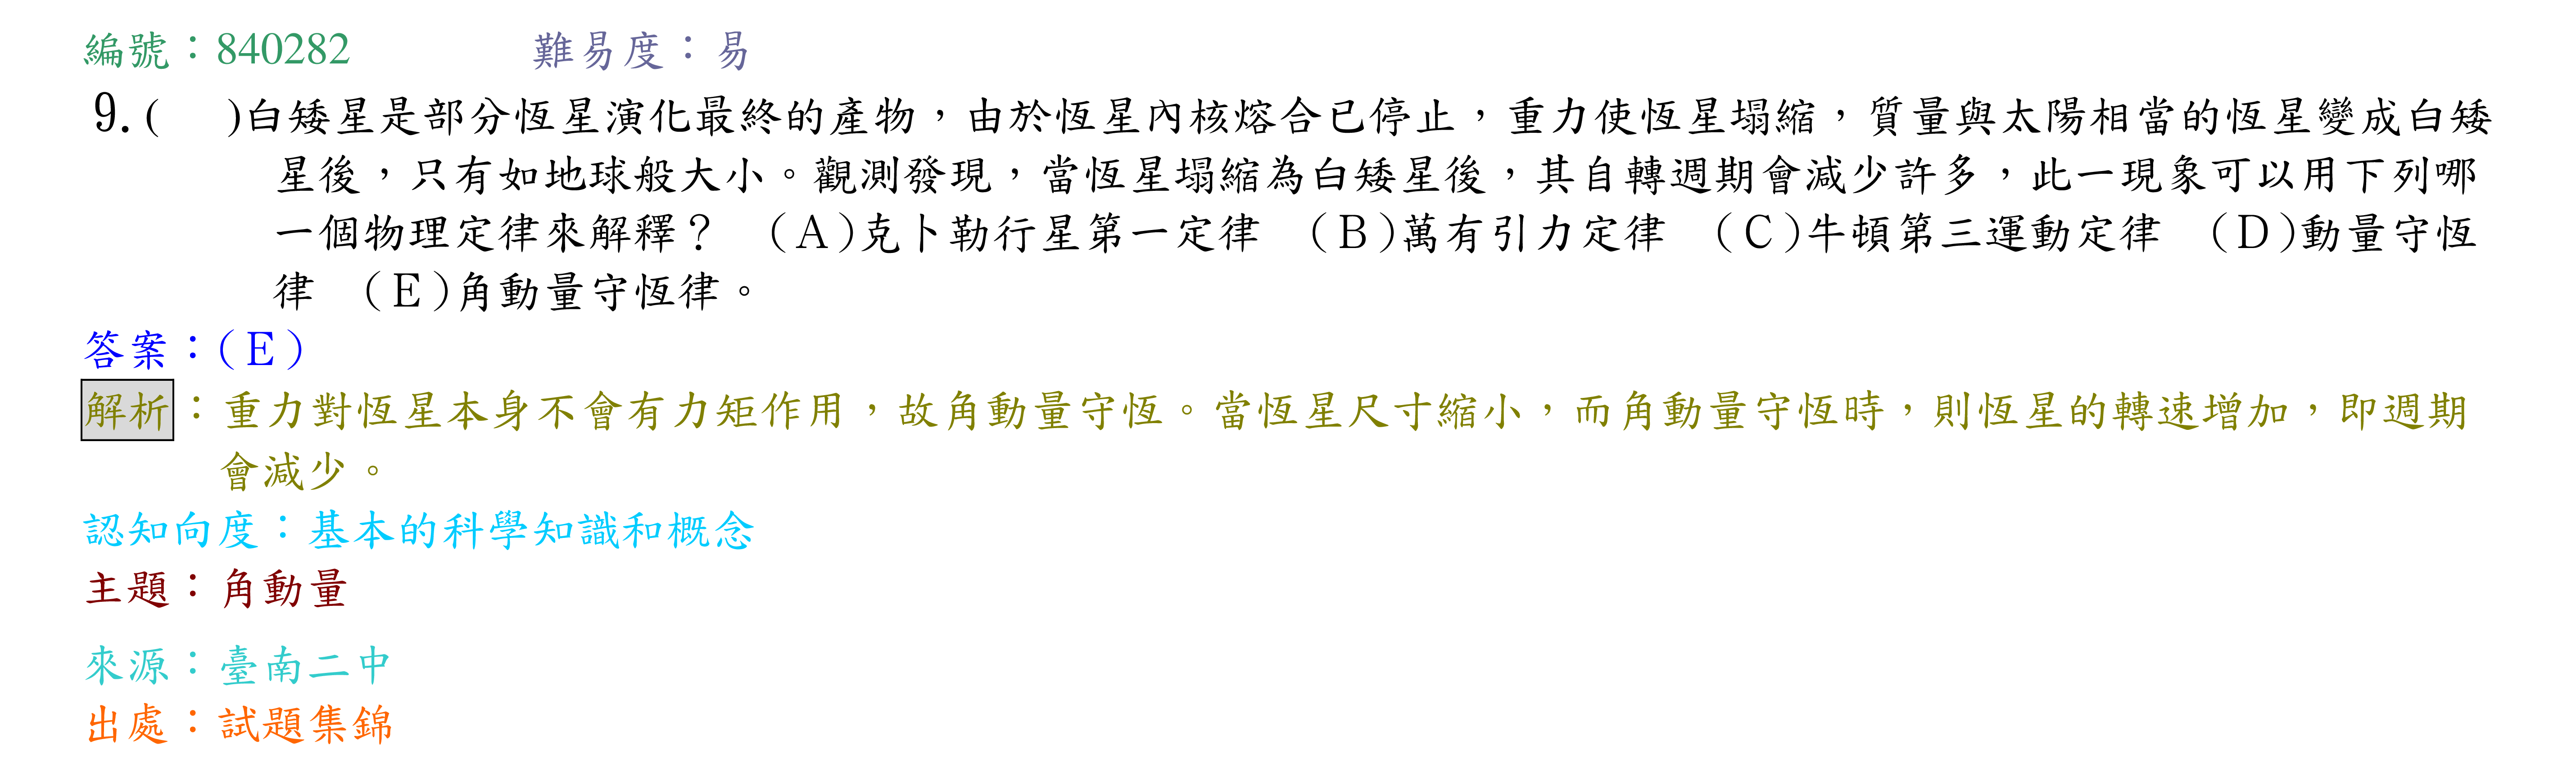 編號：840282　難易度：易
9.(　)白矮星是部分恆星演化最終的產物，由於恆星內核熔合已停止，重力使恆星塌縮，質量與太陽相當的恆星變成白矮
星後，只有如地球般大小。觀測發現，當恆星塌縮為白矮星後，其自轉週期會減少許多，此一現象可以用下列哪
一個物理定律來解釋？　(A)克卜勒行星第一定律　(B)萬有引力定律　(C)牛頓第三運動定律　(D)動量守恆
律　(E)角動量守恆律。
答案：(E)
解析：重力對恆星本身不會有力矩作用，故角動量守恆。當恆星尺寸縮小，而角動量守恆時，則恆星的轉速增加，即週期
會減少。
認知向度：基本的科學知識和概念
主題：角動量
來源：臺南二中
出處：試題集錦